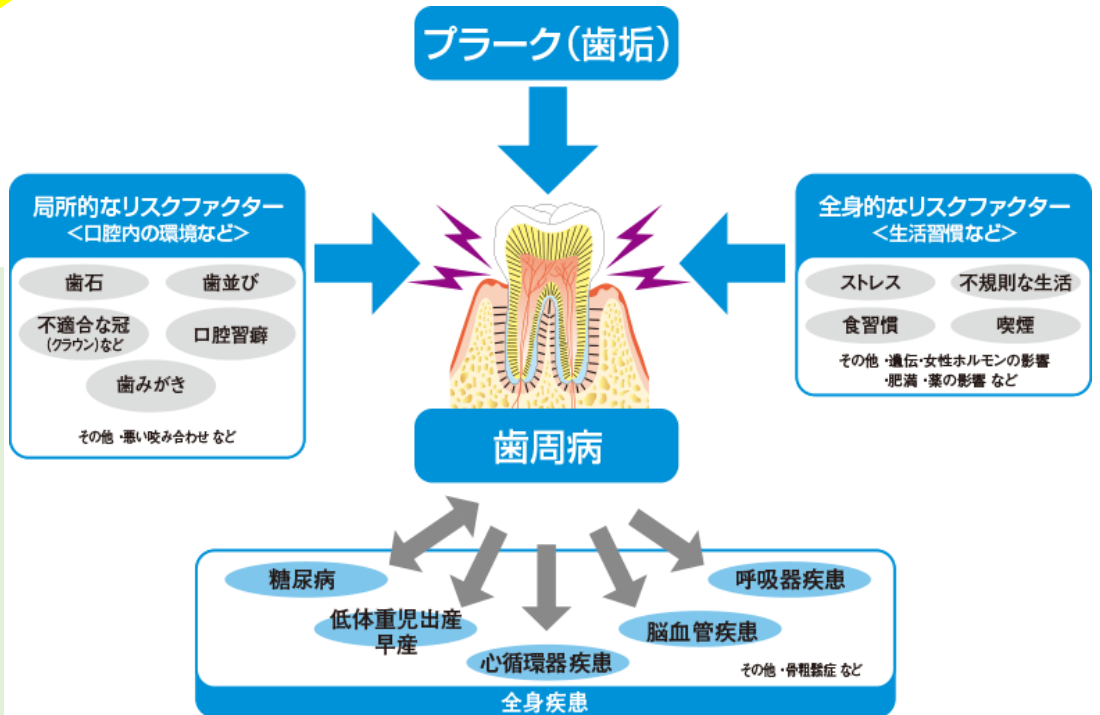 プラーク(歯垢)
局所的なリスクファクター
<口腔内の環境など>
歯石
歯並び
不適合な冠
(クラウン)など
口腔習癖
歯みがき
その他 ・悪い咬み合わせ など
全身的なリスクファクター
<生活習慣など>
ストレス
不規則な生活
食習慣
喫煙
その他 ・遺伝・女性ホルモンの影響
・肥満 ・薬の影響 など
歯周病
糖尿病
低体重児出産
早産
心循環器疾患
脳血管疾患
呼吸器疾患
その他 ・骨粗鬆症 など
全身疾患